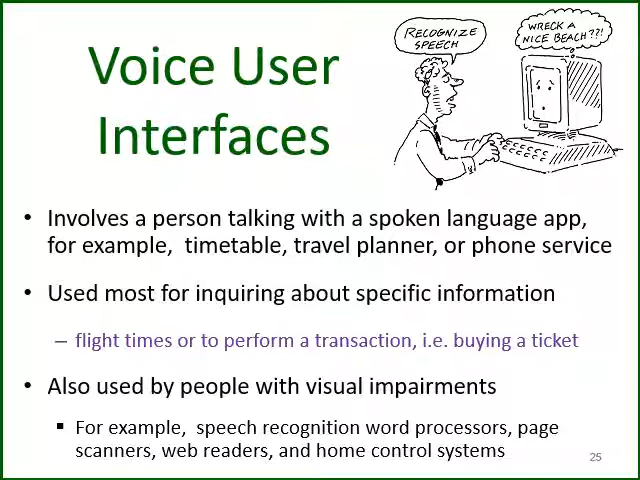 RECOGNIZE
SPEECH
WRECK A
NICE BEACH??!
Voice User
Interfaces
• Involves a person talking with a spoken language app,
for example,  timetable, travel planner, or phone service
• Used most for inquiring about specific information
– flight times or to perform a transaction, i.e. buying a ticket
• Also used by people with visual impairments
▪ For example,  speech recognition word processors, page
scanners, web readers, and home control systems
25